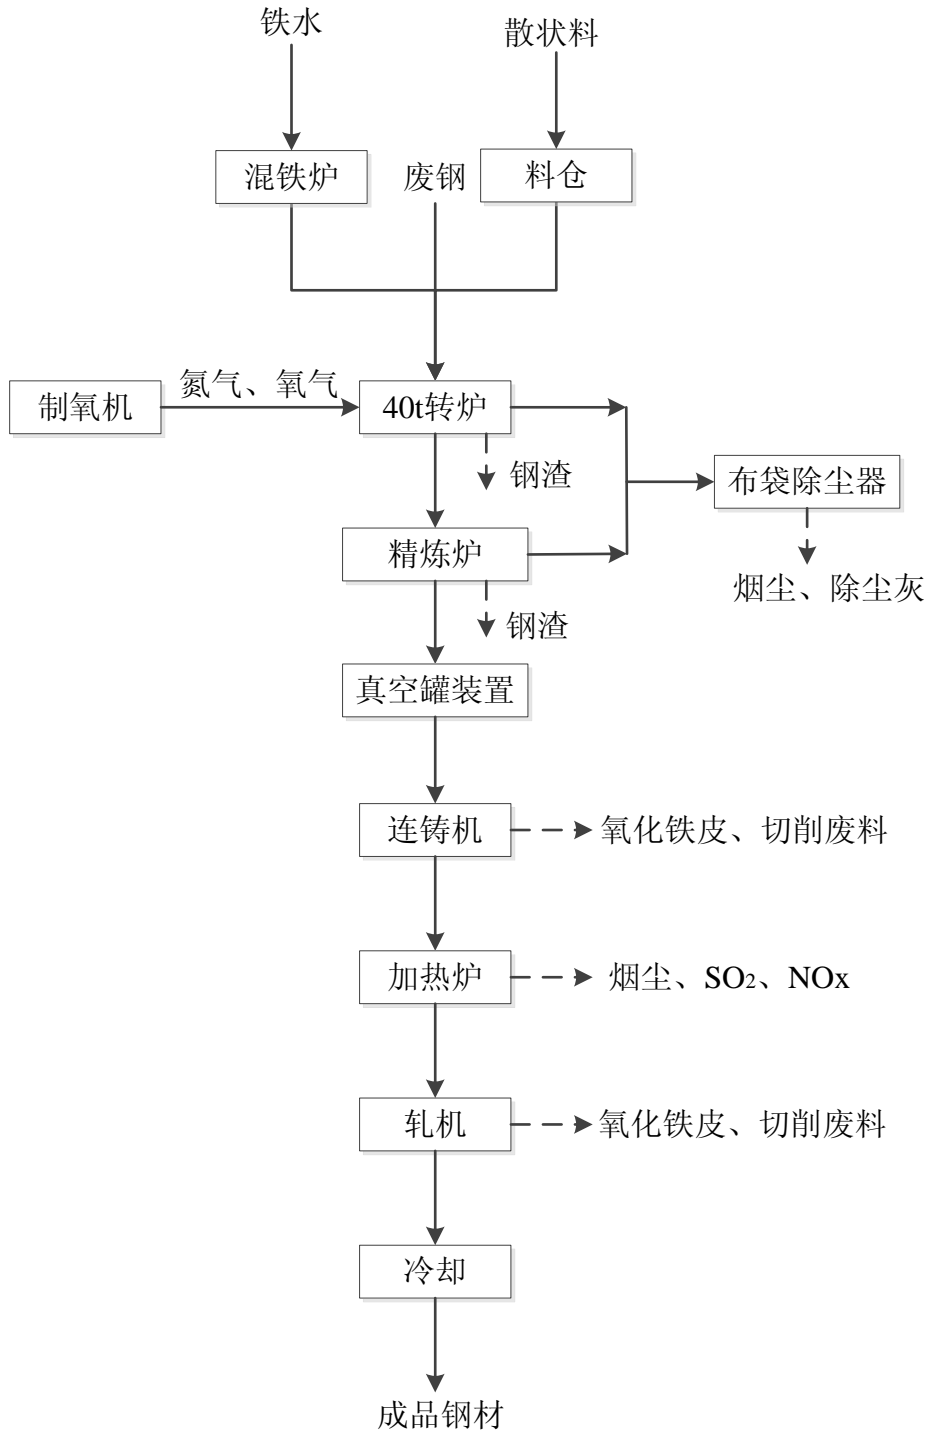 铁水
散状料
混铁炉
废钢
料仓
制氧机
氮气、氧气
40t转炉
钢渣
布袋除尘器
精炼炉
烟尘、除尘灰
钢渣
真空罐装置
连铸机
氧化铁皮、切削废料
加热炉
烟尘、SO₂、NOx
轧机
氧化铁皮、切削废料
冷却
成品钢材